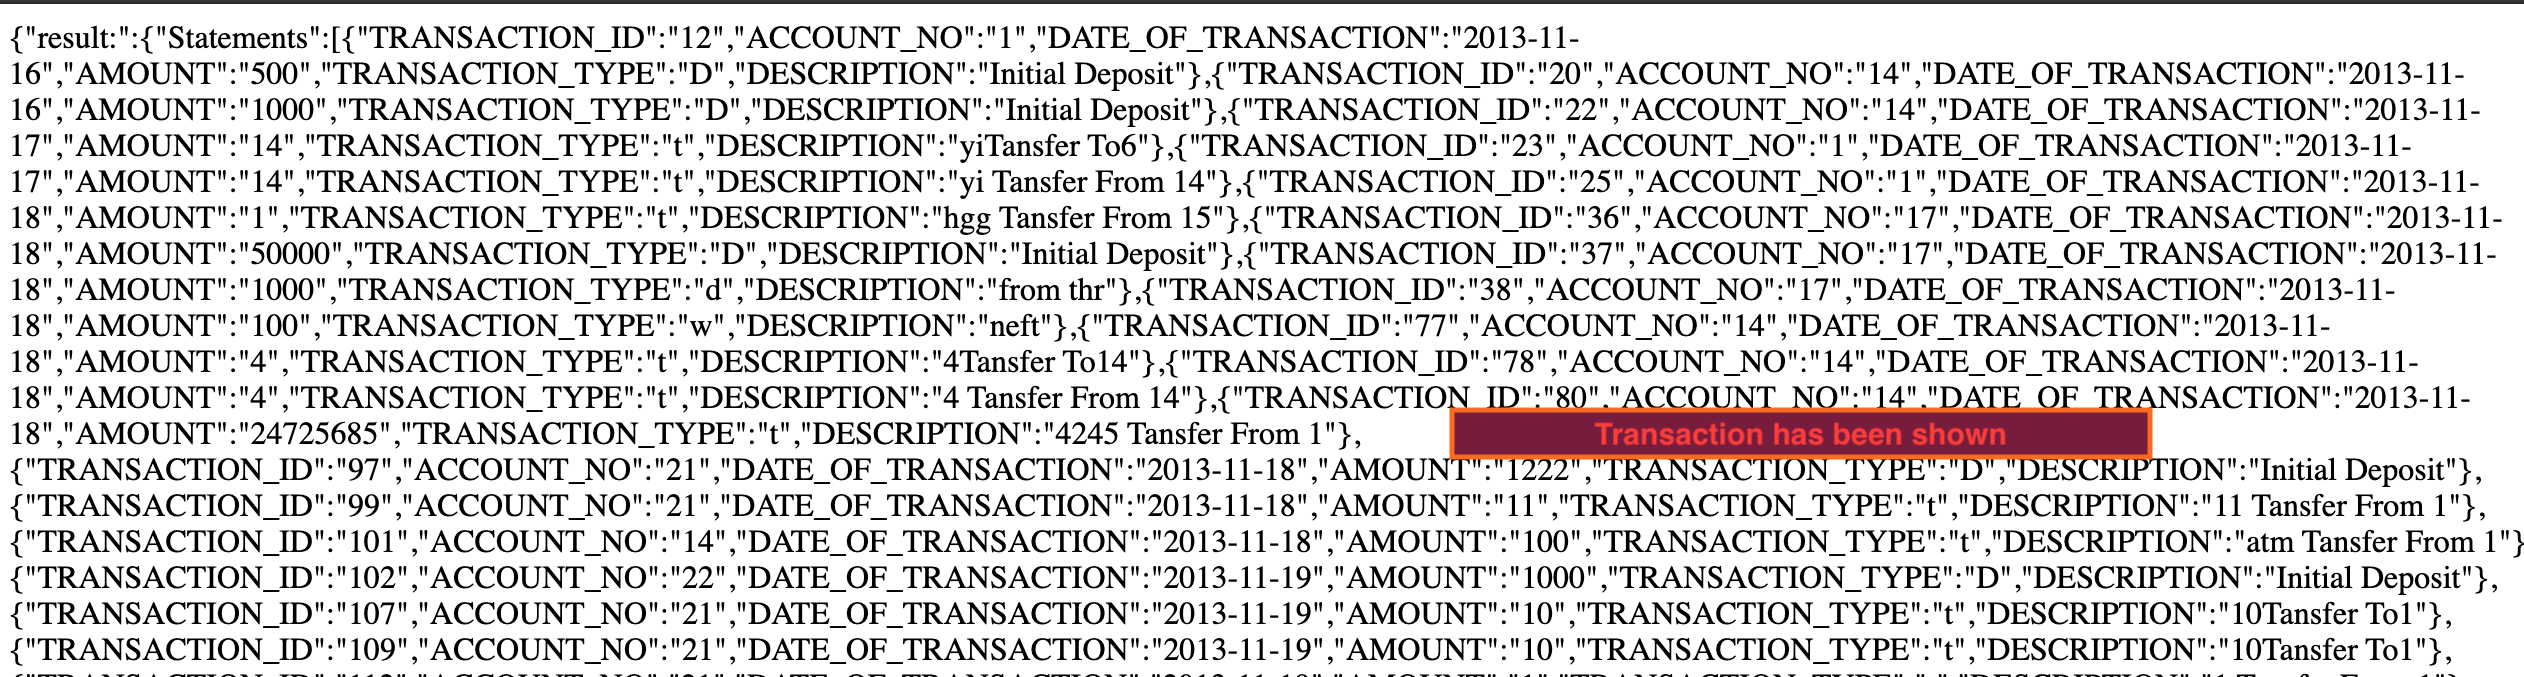 {"result:":{"Statements":[{"TRANSACTION_ID":"12","ACCOUNT_NO":"1","DATE_OF_TRANSACTION":"2013-11-
16","AMOUNT":"500","TRANSACTION_TYPE":"D","DESCRIPTION":"Initial Deposit"},{"TRANSACTION_ID":"20","ACCOUNT_NO":"14","DATE_OF_TRANSACTION":"2013-11-
16","AMOUNT":"1000","TRANSACTION_TYPE":"D","DESCRIPTION":"Initial Deposit"},{"TRANSACTION_ID":"22","ACCOUNT_NO":"14","DATE_OF_TRANSACTION":"2013-11-
17","AMOUNT":"14","TRANSACTION_TYPE":"t","DESCRIPTION":"yiTansfer To6"},{"TRANSACTION_ID":"23","ACCOUNT_NO":"1","DATE_OF_TRANSACTION":"2013-11-
17","AMOUNT":"14","TRANSACTION_TYPE":"t","DESCRIPTION":"yi Tansfer From 14"},{"TRANSACTION_ID":"25","ACCOUNT_NO":"1","DATE_OF_TRANSACTION":"2013-11-
18","AMOUNT":"1","TRANSACTION_TYPE":"t","DESCRIPTION":"hgg Tansfer From 15"},{"TRANSACTION_ID":"36","ACCOUNT_NO":"17","DATE_OF_TRANSACTION":"2013-11-
18","AMOUNT":"50000","TRANSACTION_TYPE":"D","DESCRIPTION":"Initial Deposit"},{"TRANSACTION_ID":"37","ACCOUNT_NO":"17","DATE_OF_TRANSACTION":"2013-11-
18","AMOUNT":"1000","TRANSACTION_TYPE":"d","DESCRIPTION":"from thr"},{"TRANSACTION_ID":"38","ACCOUNT_NO":"17","DATE_OF_TRANSACTION":"2013-11-
18","AMOUNT":"100","TRANSACTION_TYPE":"w","DESCRIPTION":"neft"},{"TRANSACTION_ID":"77","ACCOUNT_NO":"14","DATE_OF_TRANSACTION":"2013-11-
18","AMOUNT":"4","TRANSACTION_TYPE":"t","DESCRIPTION":"4Tansfer To14"},{"TRANSACTION_ID":"78","ACCOUNT_NO":"14","DATE_OF_TRANSACTION":"2013-11-
18","AMOUNT":"4","TRANSACTION_TYPE":"t","DESCRIPTION":"4 Tansfer From 14"},{"TRANSACTION_ID":"80","ACCOUNT_NO":"14","DATE_OF_TRANSACTION":"2013-11-
18","AMOUNT":"24725685","TRANSACTION_TYPE":"t","DESCRIPTION":"4245 Tansfer From 1"},
Transaction has been shown
{"TRANSACTION_ID":"97","ACCOUNT_NO":"21","DATE_OF_TRANSACTION":"2013-11-18","AMOUNT":"1222","TRANSACTION_TYPE":"D","DESCRIPTION":"Initial Deposit"},
{"TRANSACTION_ID":"99","ACCOUNT_NO":"21","DATE_OF_TRANSACTION":"2013-11-18","AMOUNT":"11","TRANSACTION_TYPE":"t","DESCRIPTION":"11 Tansfer From 1"},
{"TRANSACTION_ID":"101","ACCOUNT_NO":"14","DATE_OF_TRANSACTION":"2013-11-18","AMOUNT":"100","TRANSACTION_TYPE":"t","DESCRIPTION":"atm Tansfer From 1"}
{"TRANSACTION_ID":"102","ACCOUNT_NO":"22","DATE_OF_TRANSACTION":"2013-11-19","AMOUNT":"1000","TRANSACTION_TYPE":"D","DESCRIPTION":"Initial Deposit"},
{"TRANSACTION_ID":"107","ACCOUNT_NO":"21","DATE_OF_TRANSACTION":"2013-11-19","AMOUNT":"10","TRANSACTION_TYPE":"t","DESCRIPTION":"10Tansfer To1"},
{"TRANSACTION_ID":"109","ACCOUNT_NO":"21","DATE_OF_TRANSACTION":"2013-11-19","AMOUNT":"10","TRANSACTION_TYPE":"t","DESCRIPTION":"10Tansfer To1"},